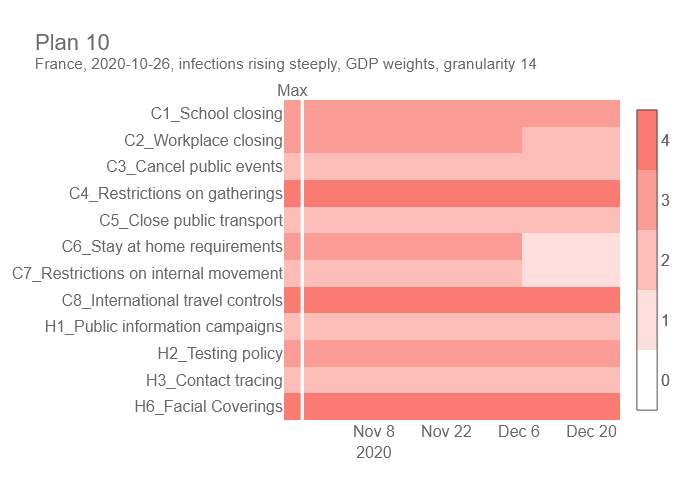 Plan 10
France, 2020-10-26, infections rising steeply, GDP weights, granularity 14
Max
C1_School closing
C2_Workplace closing
C3_Cancel public events
C4_Restrictions on gatherings
C5_Close public transport
C6_Stay at home requirements
C7_Restrictions on internal movement
C8_International travel controls
H1_Public information campaigns
H2_Testing policy
H3_Contact tracing
H6_Facial Coverings
Nov 8 Nov 22 Dec 6 Dec 20
2020
4
3
2
1
0